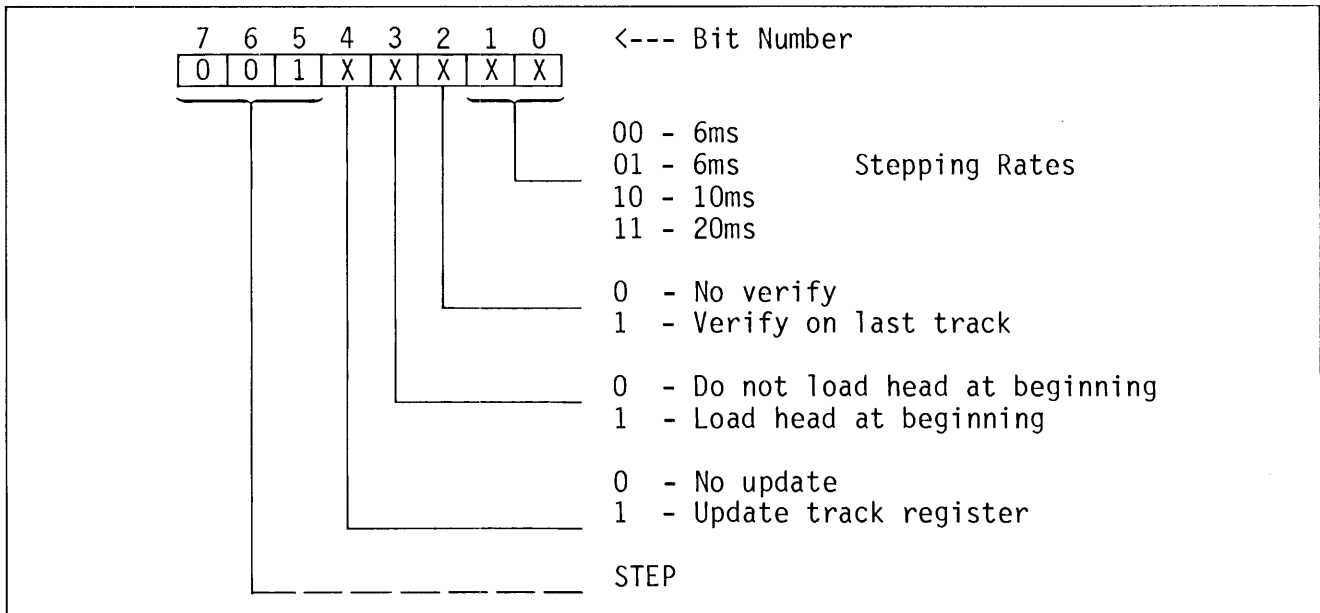 7 6 5 4 3 2 1 0 <--- Bit Number
0 0 1 X X X X X
00 - 6ms
01 - 6ms Stepping Rates
10 - 10ms
11 - 20ms
0 - No verify
1 - Verify on last track
0 - Do not load head at beginning
1 - Load head at beginning
0 - No update
1 - Update track register
STEP